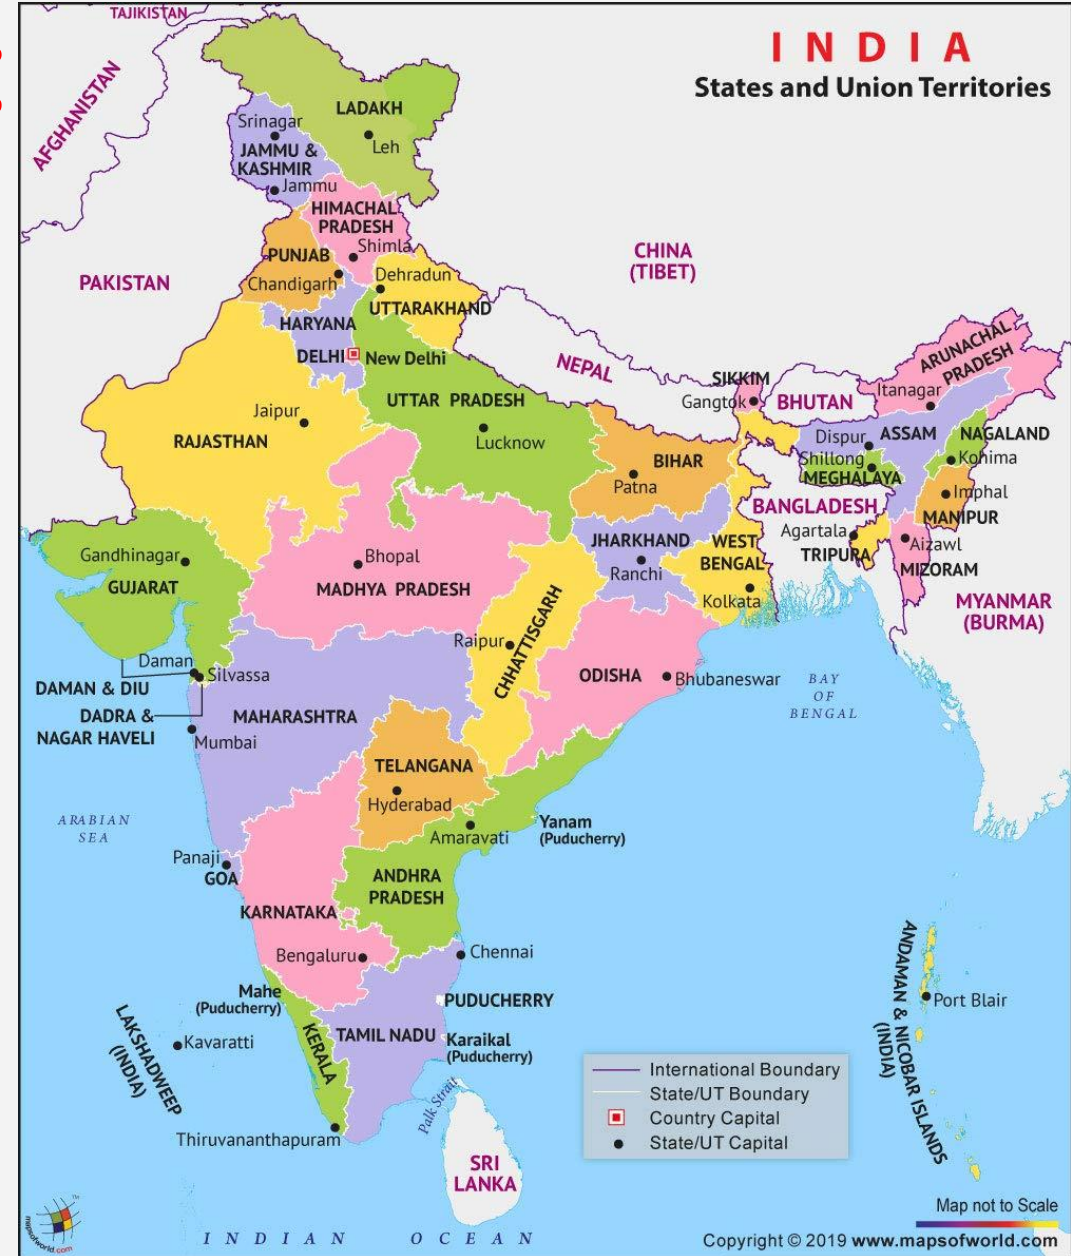 INDIA
States and Union Territories
TAJIKISTAN
AFGHANISTAN
PAKISTAN
CHINA
(TIBET)
NEPAL
BHUTAN
BANGLADESH
MYANMAR
(BURMA)
SRI
LANKA
LADAKH
Leh
Srinagar
JAMMU &
KASHMIR
Jammu
HIMACHAL
PRADESH
Shimla
PUNJAB
Chandigarh
Dehradun
UTTARAKHAND
HARYANA
DELHI
New Delhi
UTTAR PRADESH
Lucknow
Jaipur
RAJASTHAN
SIKKIM
Gangtok
ARUNACHAL
PRADESH
Itanagar
Dispur
ASSAM
NAGALAND
Kohima
Shillong
MEGHALAYA
Imphal
MANIPUR
Agartala
TRIPURA
Aizawl
MIZORAM
BIHAR
Patna
JHARKHAND
Ranchi
WEST
BENGAL
Kolkata
Gandhinagar
GUJARAT
Bhopal
MADHYA PRADESH
Raipur
CHHATTISGARH
ODISHA
Bhubaneswar
Daman
Silvassa
DAMAN & DIU
DADRA &
NAGAR HAVELI
MAHARASHTRA
Mumbai
TELANGANA
Hyderabad
Amaravati
Yanam
(Puducherry)
ANDHRA
PRADESH
Panaji
GOA
KARNATAKA
Bengaluru
Chennai
Mahe
(Puducherry)
PUDUCHERRY
TAMIL NADU
Karaikal
(Puducherry)
KERALA
Thiruvananthapuram
LAKSHADWEEP
(INDIA)
Kavaratti
ANDAMAN & NICOBAR ISLANDS
(INDIA)
Port Blair
ARABIAN
SEA
BAY
OF
BENGAL
Palk Strait
INDIAN OCEAN
International Boundary
State/UT Boundary
Country Capital
State/UT Capital
Map not to Scale
Copyright © 2019 www.mapsofworld.com
mapsofworld.com
TM